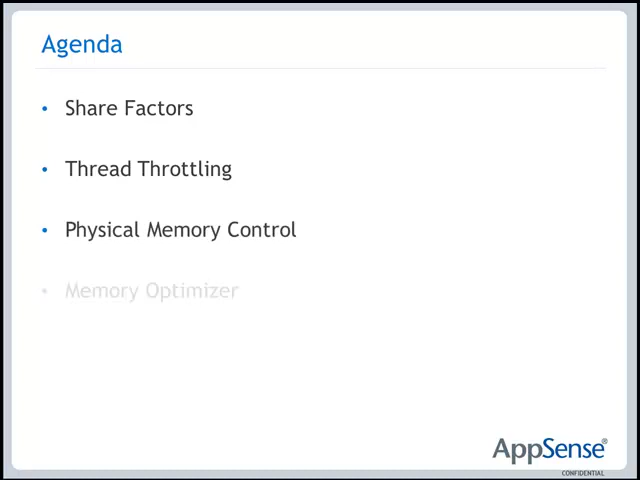 Agenda
• Share Factors
• Thread Throttling
• Physical Memory Control
• Memory Optimizer
AppSense®
CONFIDENTIAL